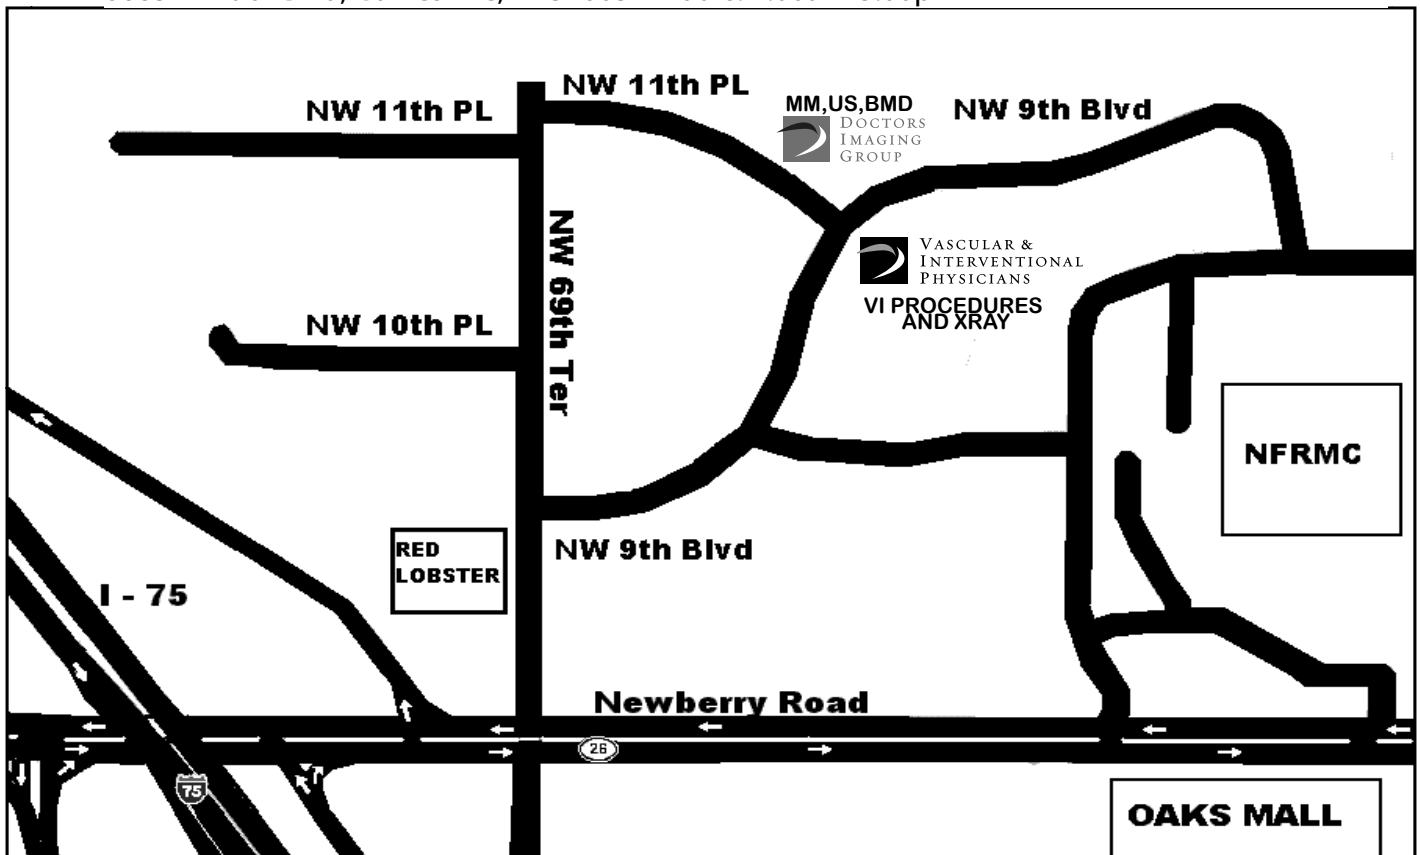 NW 11th PL
NW 11th PL
MM,US,BMD
DOCTORS
IMAGING
GROUP
NW 9th Blvd
NW 69th Ter
VASCULAR &
INTERVENTIONAL
PHYSICIANS
VI PROCEDURES
AND XRAY
NW 10th PL
NFRMC
RED
LOBSTER
NW 9th Blvd
I - 75
Newberry Road
26
75
OAKS MALL